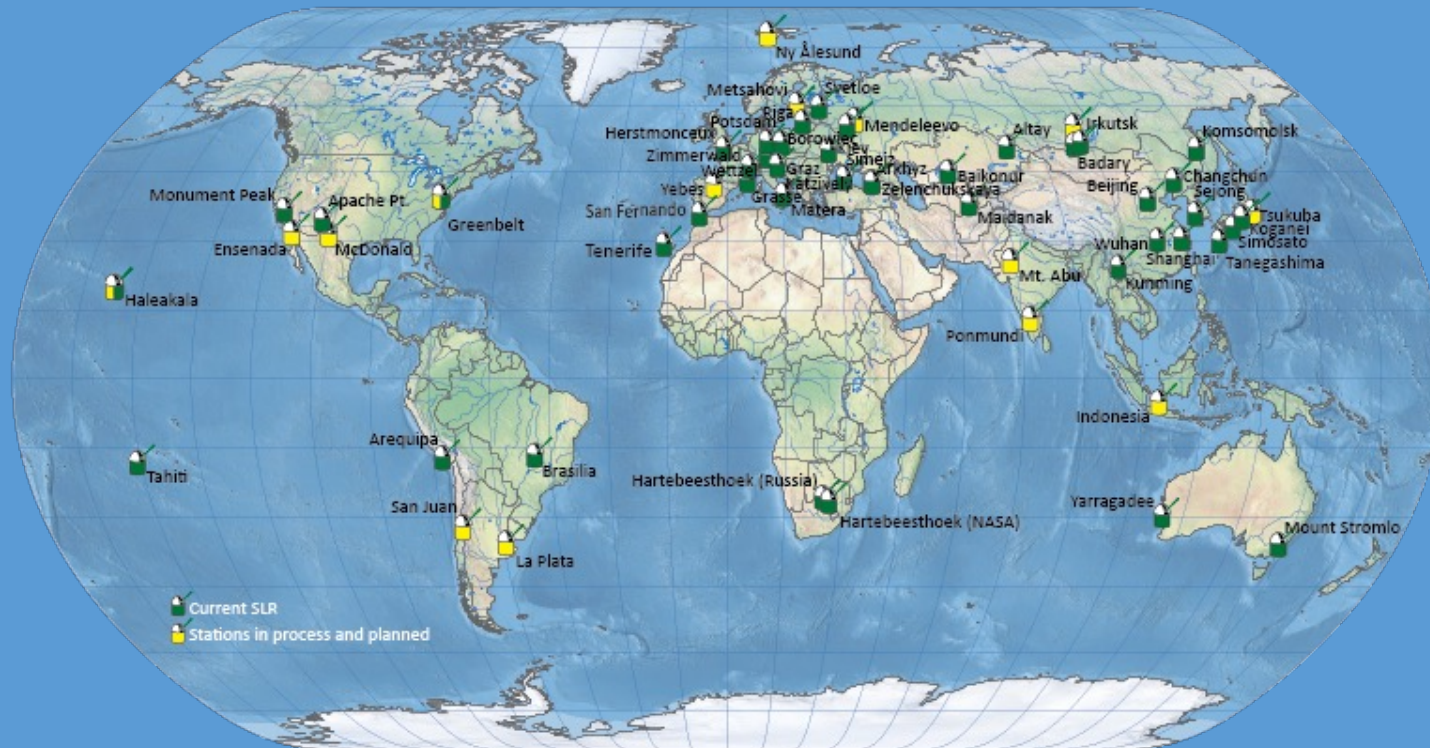 Ny Ålesund
Metsahovi
Svetloe
Riga
Potsdam
Mendeleevo
Herstmonceux
Borowiec
Kiev
Altay
Irkutsk
Komsomolsk
Zimmerwald
Simeiz
Badary
Wettzell
Graz
Arkhyz
Baikonur
Changchun
Monument Peak
Apache Pt.
Yebes
Katzively
Zelenchukskaya
Beijing
Sejong
Grasse
San Fernando
Matera
Maidanak
Tsukuba
Greenbelt
Koganei
Ensenada
McDonald
Tenerife
Wuhan
Simosato
Shanghai
Tanegashima
Mt. Abu
Kunming
Haleakala
Ponmundi
Indonesia
Arequipa
Brasilia
Tahiti
Hartebeesthoek (Russia)
San Juan
Yarragadee
Hartebeesthoek (NASA)
Mount Stromlo
La Plata
Current SLR
Stations in process and planned